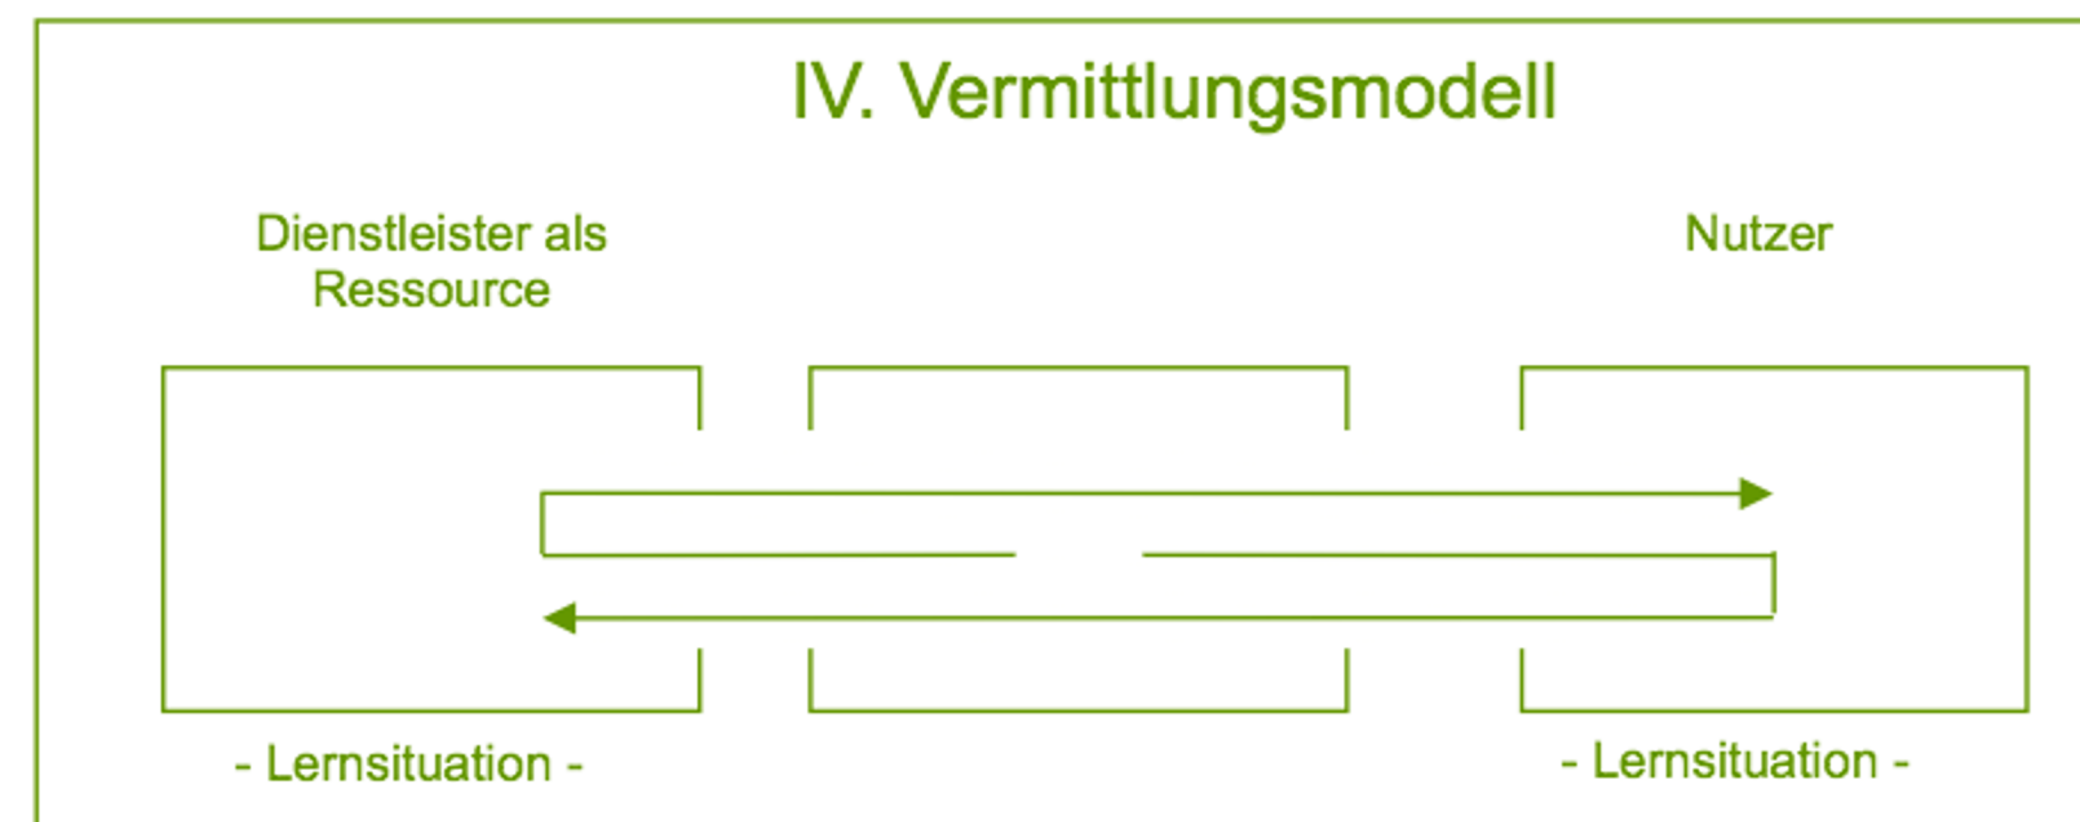 IV. Vermittlungsmodell
Dienstleister als
Ressource
Nutzer
- Lernsituation -
- Lernsituation -